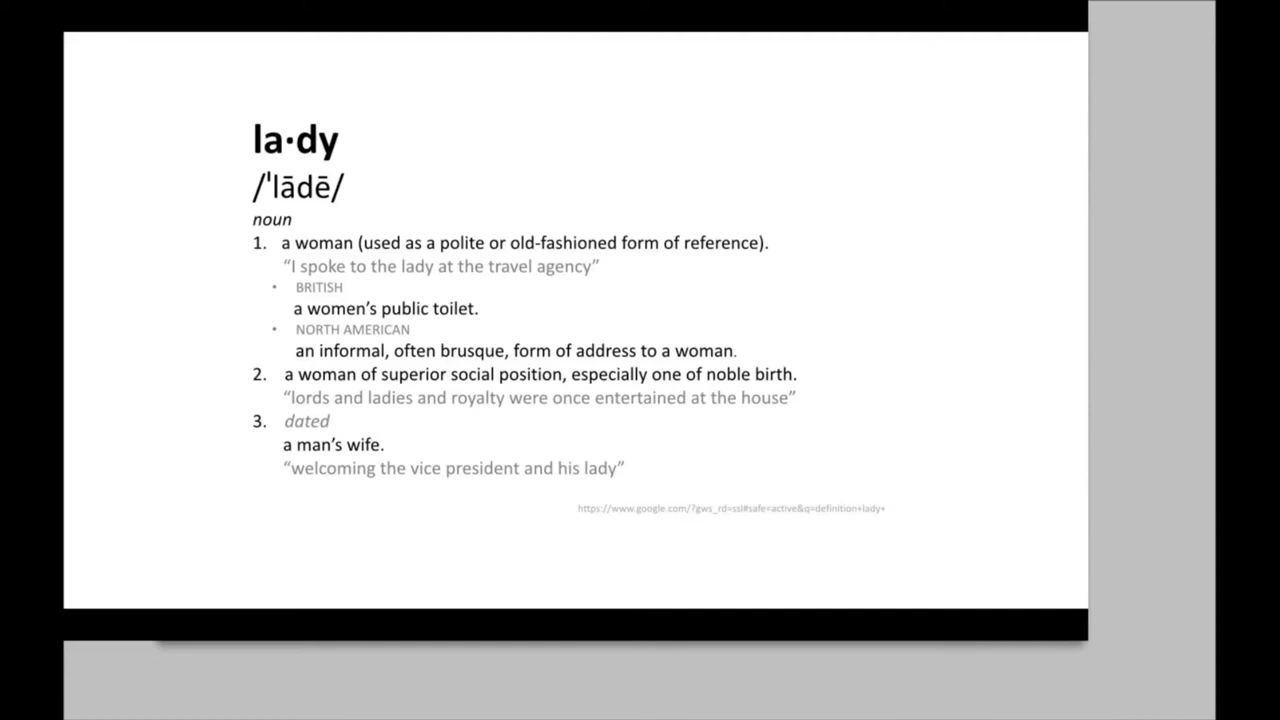 la·dy
/ˈlādē/
noun
1. a woman (used as a polite or old-fashioned form of reference).
“I spoke to the lady at the travel agency”
• BRITISH
a women’s public toilet.
• NORTH AMERICAN
an informal, often brusque, form of address to a woman.
2. a woman of superior social position, especially one of noble birth.
“lords and ladies and royalty were once entertained at the house”
3. dated
a man’s wife.
“welcoming the vice president and his lady”
https://www.google.com/?gws_rd=ssl#safe=active&q=definition+lady+